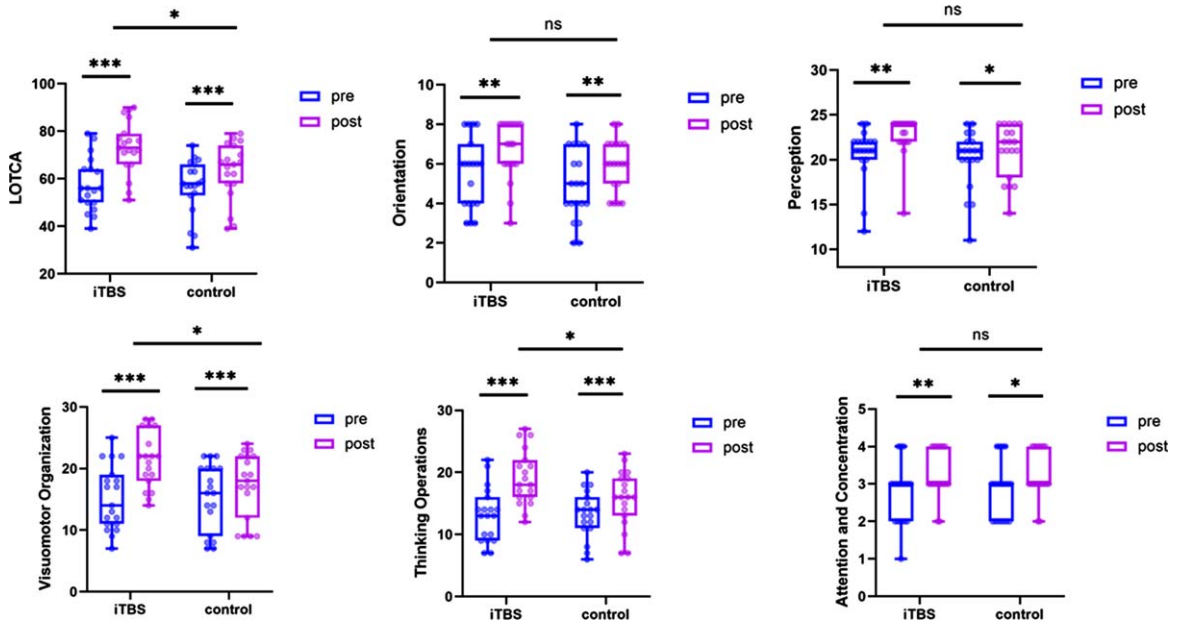 *
***
***
LOTCA
100
80
60
40
20
iTBS
control
pre
post
ns
**
**
Orientation
10
8
6
4
2
0
iTBS
control
pre
post
ns
**
*
Perception
30
25
20
15
10
iTBS
control
pre
post
*
***
***
Visuomotor Organization
30
20
10
0
iTBS
control
pre
post
*
***
***
Thinking Operations
30
20
10
0
iTBS
control
pre
post
ns
**
*
Attention and Concentration
5
4
3
2
1
0
iTBS
control
pre
post